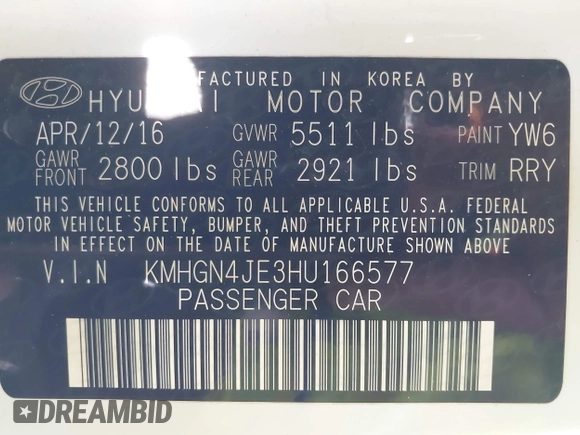 MANUFACTURED IN KOREA BY
HYUNDAI MOTOR COMPANY
APR/12/16 GVWR 5511 lbs PAINT YW6
GAWR FRONT 2800 lbs GAWR REAR 2921 lbs TRIM RRY
THIS VEHICLE CONFORMS TO ALL APPLICABLE U.S.A. FEDERAL
MOTOR VEHICLE SAFETY, BUMPER, AND THEFT PREVENTION STANDARDS
IN EFFECT ON THE DATE OF MANUFACTURE SHOWN ABOVE
V.I.N KMHGN4JE3HU166577
PASSENGER CAR
DREAMBID